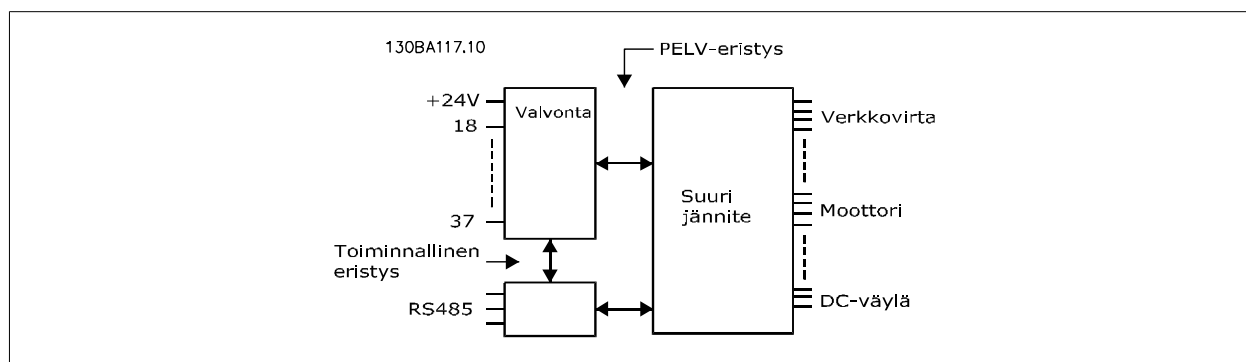 130BA117.10
PELV-eristys
+24V
18
37
Valvonta
Suuri
jännite
Verkkovirta
Moottori
DC-väylä
Toiminnallinen
eristys
RS485